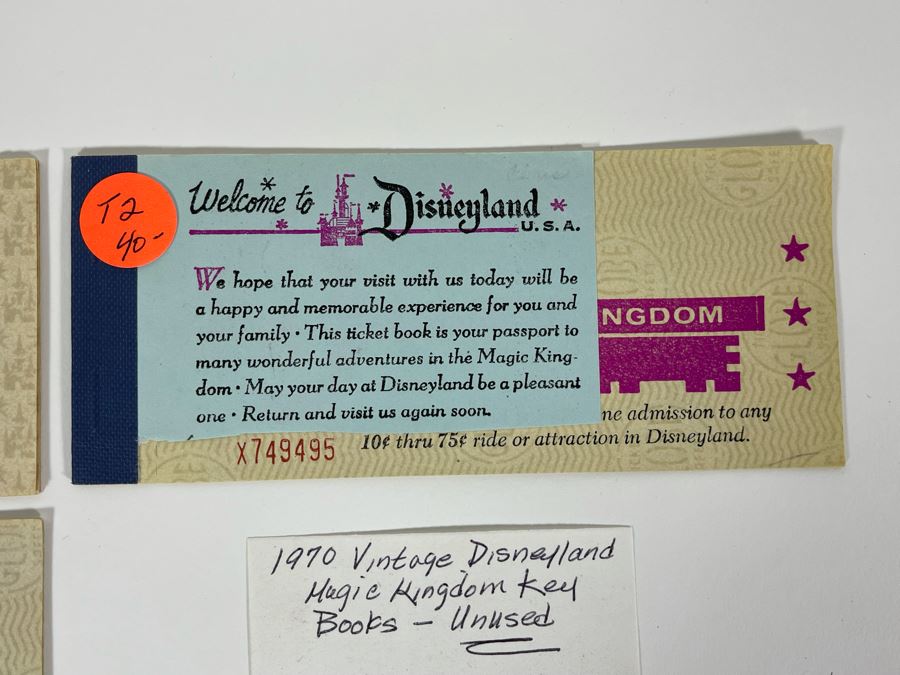 T2
40-
Welcome to Disneyland
U.S.A.
We hope that your visit with us today will be
a happy and memorable experience for you and
your family · This ticket book is your passport to
many wonderful adventures in the Magic King-
dom · May your day at Disneyland be a pleasant
one · Return and visit us again soon.
NGDOM
ne admission to any
10¢ thru 75¢ ride or attraction in Disneyland.
X749495
1970 Vintage Disneyland
Magic Kingdom Key
Books - Unused